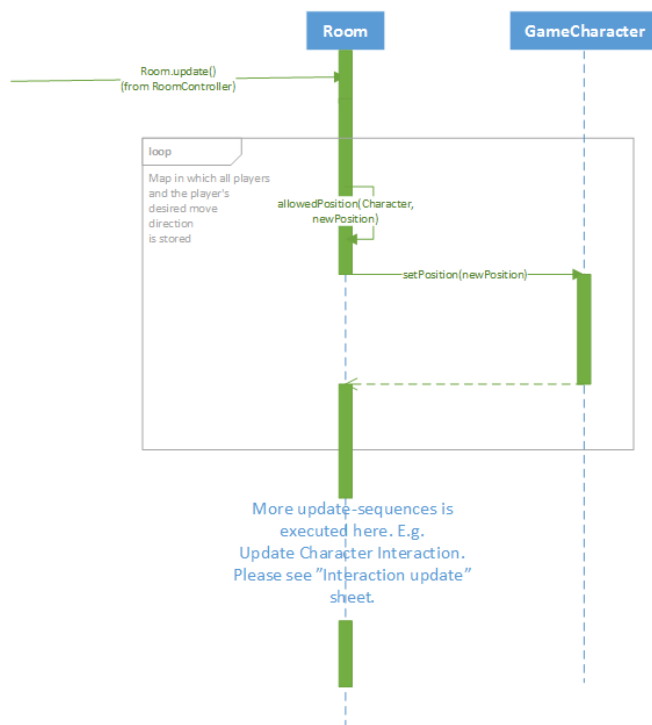 Room
GameCharacter
Room.update()
(from RoomController)
loop
Map in which all players
and the player's
desired move
direction
is stored
allowedPosition(Character,
newPosition)
setPosition(newPosition)
More update-sequences is
executed here. E.g.
Update Character Interaction.
Please see ”Interaction update”
sheet.